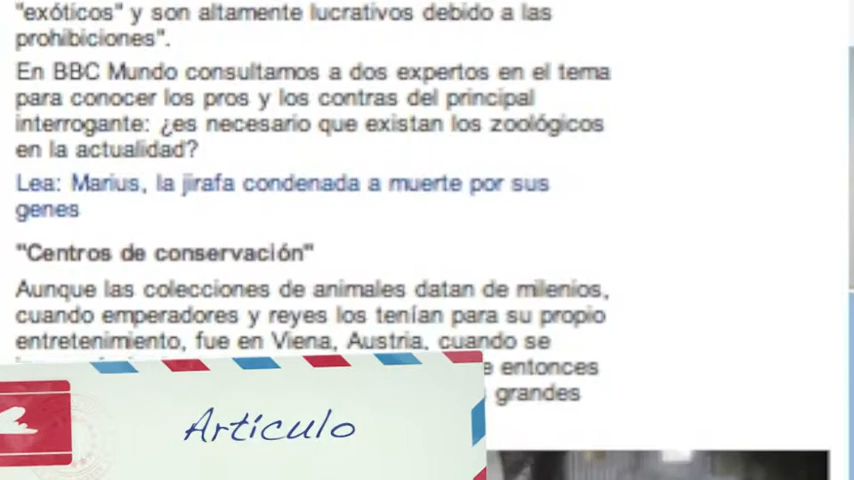 "exóticos" y son altamente lucrativos debido a las
prohibiciones".
En BBC Mundo consultamos a dos expertos en el tema
para conocer los pros y los contras del principal
interrogante: ¿es necesario que existan los zoológicos
en la actualidad?
Lea: Marius, la jirafa condenada a muerte por sus
genes
"Centros de conservación"
Aunque las colecciones de animales datan de milenios,
cuando emperadores y reyes los tenían para su propio
entretenimiento, fue en Viena, Austria, cuando se
entonces
grandes
Artículo